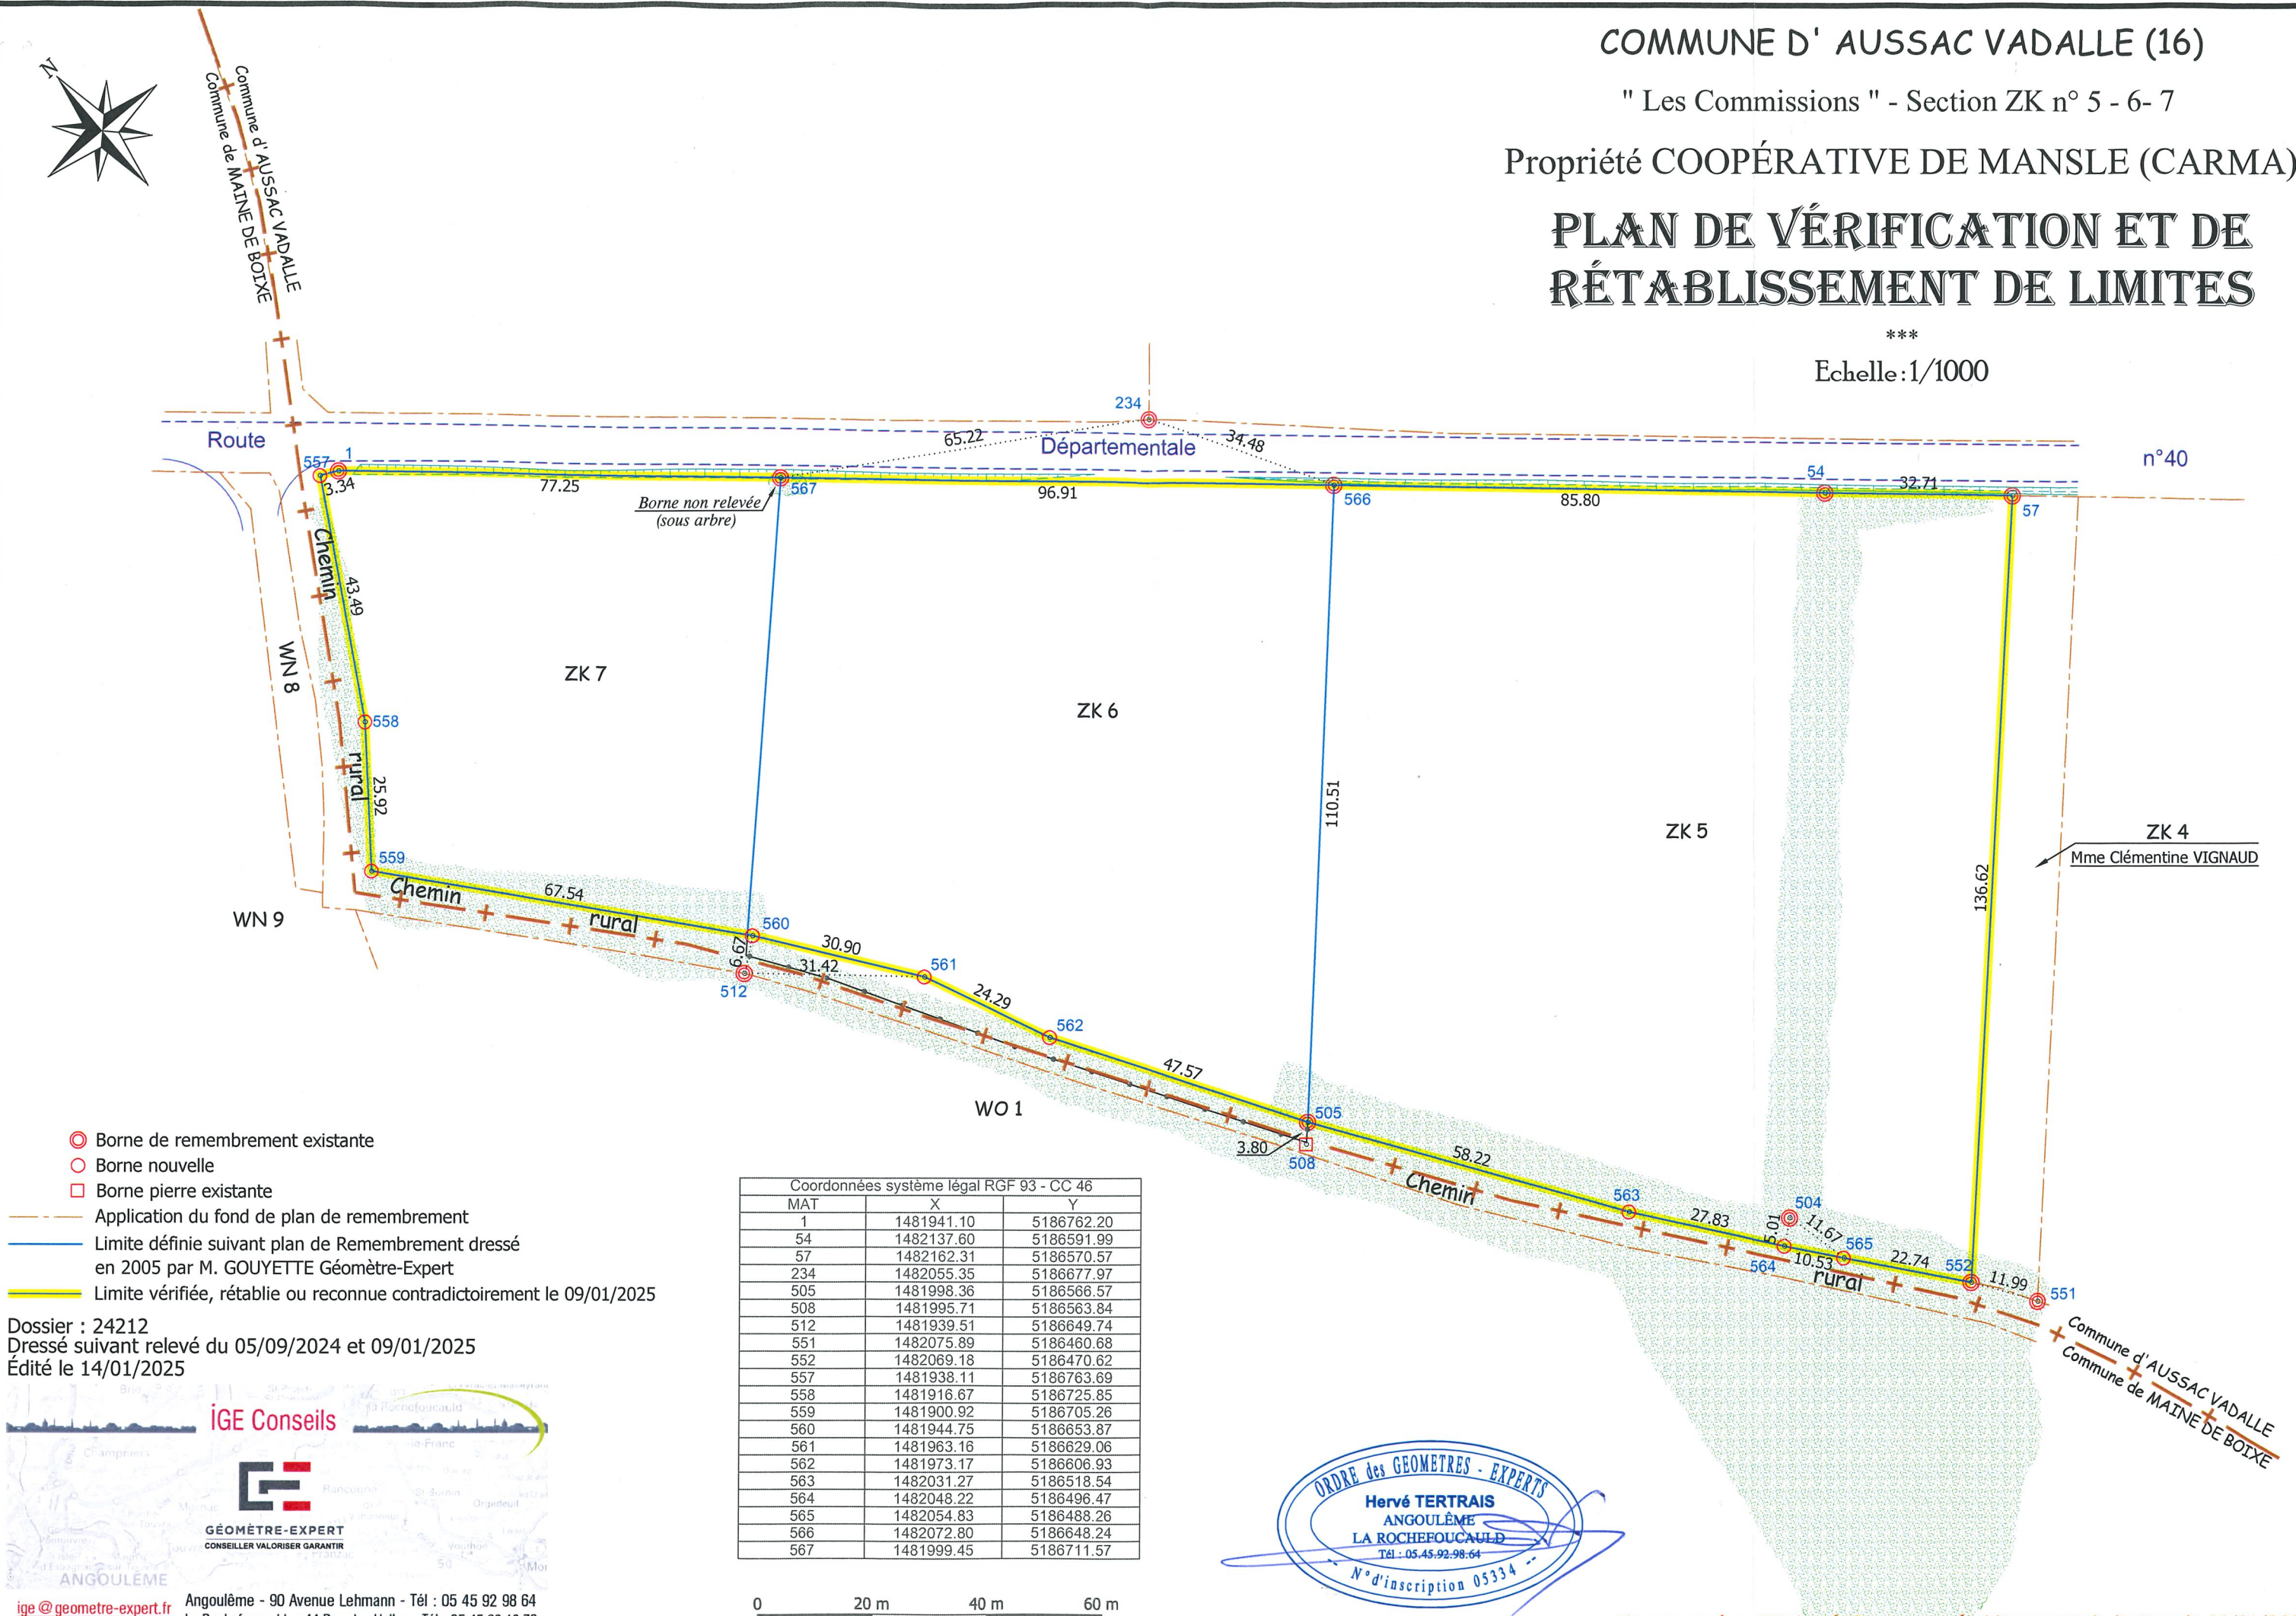 COMMUNE D' AUSSAC VADALLE (16)
" Les Commissions " - Section ZK n° 5 - 6- 7
Propriété COOPÉRATIVE DE MANSLE (CARMA)
PLAN DE VÉRIFICATION ET DE
RÉTABLISSEMENT DE LIMITES
***
Echelle:1/1000
N
Commune d'AUSSAC VADALLE
Commune de MAINE DE BOIXE
234
Route
65.22
Départementale
34.48
n°40
557
1
3.34
77.25
567
96.91
566
85.80
54
32.71
57
Borne non relevée
(sous arbre)
Chemin
43.49
WN 8
558
ZK 7
ZK 6
ZK 5
ZK 4
Mme Clémentine VIGNAUD
rural
25.92
110.51
136.62
559
Chemin
67.54
rural
WN 9
560
6.67
30.90
31.42
561
512
24.29
562
47.57
WO 1
505
3.80
508
58.22
Chemin
563
27.83
504
5.01
11.67
564
10.53
565
rural
22.74
552
11.99
551
Commune d'AUSSAC VADALLE
Commune de MAINE DE BOIXE
Borne de remembrement existante
Borne nouvelle
Borne pierre existante
Application du fond de plan de remembrement
Limite définie suivant plan de Remembrement dressé
en 2005 par M. GOUYETTE Géomètre-Expert
Limite vérifiée, rétablie ou reconnue contradictoirement le 09/01/2025
Dossier : 24212
Dressé suivant relevé du 05/09/2024 et 09/01/2025
Édité le 14/01/2025
iGE Conseils
GÉOMÈTRE-EXPERT
CONSEILLER VALORISER GARANTIR
ANGOULÊME
ige@geometre-expert.fr
Angoulême - 90 Avenue Lehmann - Tél : 05 45 92 98 64
Coordonnées système légal RGF 93 - CC 46
MAT X Y
1 1481941.10 5186762.20
54 1482137.60 5186591.99
57 1482162.31 5186570.57
234 1482055.35 5186677.97
505 1481998.36 5186566.57
508 1481995.71 5186563.84
512 1481939.51 5186649.74
551 1482075.89 5186460.68
552 1482069.18 5186470.62
557 1481938.11 5186763.69
558 1481916.67 5186725.85
559 1481900.92 5186705.26
560 1481944.75 5186653.87
561 1481963.16 5186629.06
562 1481973.17 5186606.93
563 1482031.27 5186518.54
564 1482048.22 5186496.47
565 1482054.83 5186488.26
566 1482072.80 5186648.24
567 1481999.45 5186711.57
0 20 m 40 m 60 m
ORDRE des GEOMETRES - EXPERTS
Hervé TERTRAIS
ANGOULÊME
LA ROCHEFOUCAULD
Tél : 05.45.92.98.64
-- N° d'inscription 05334 --